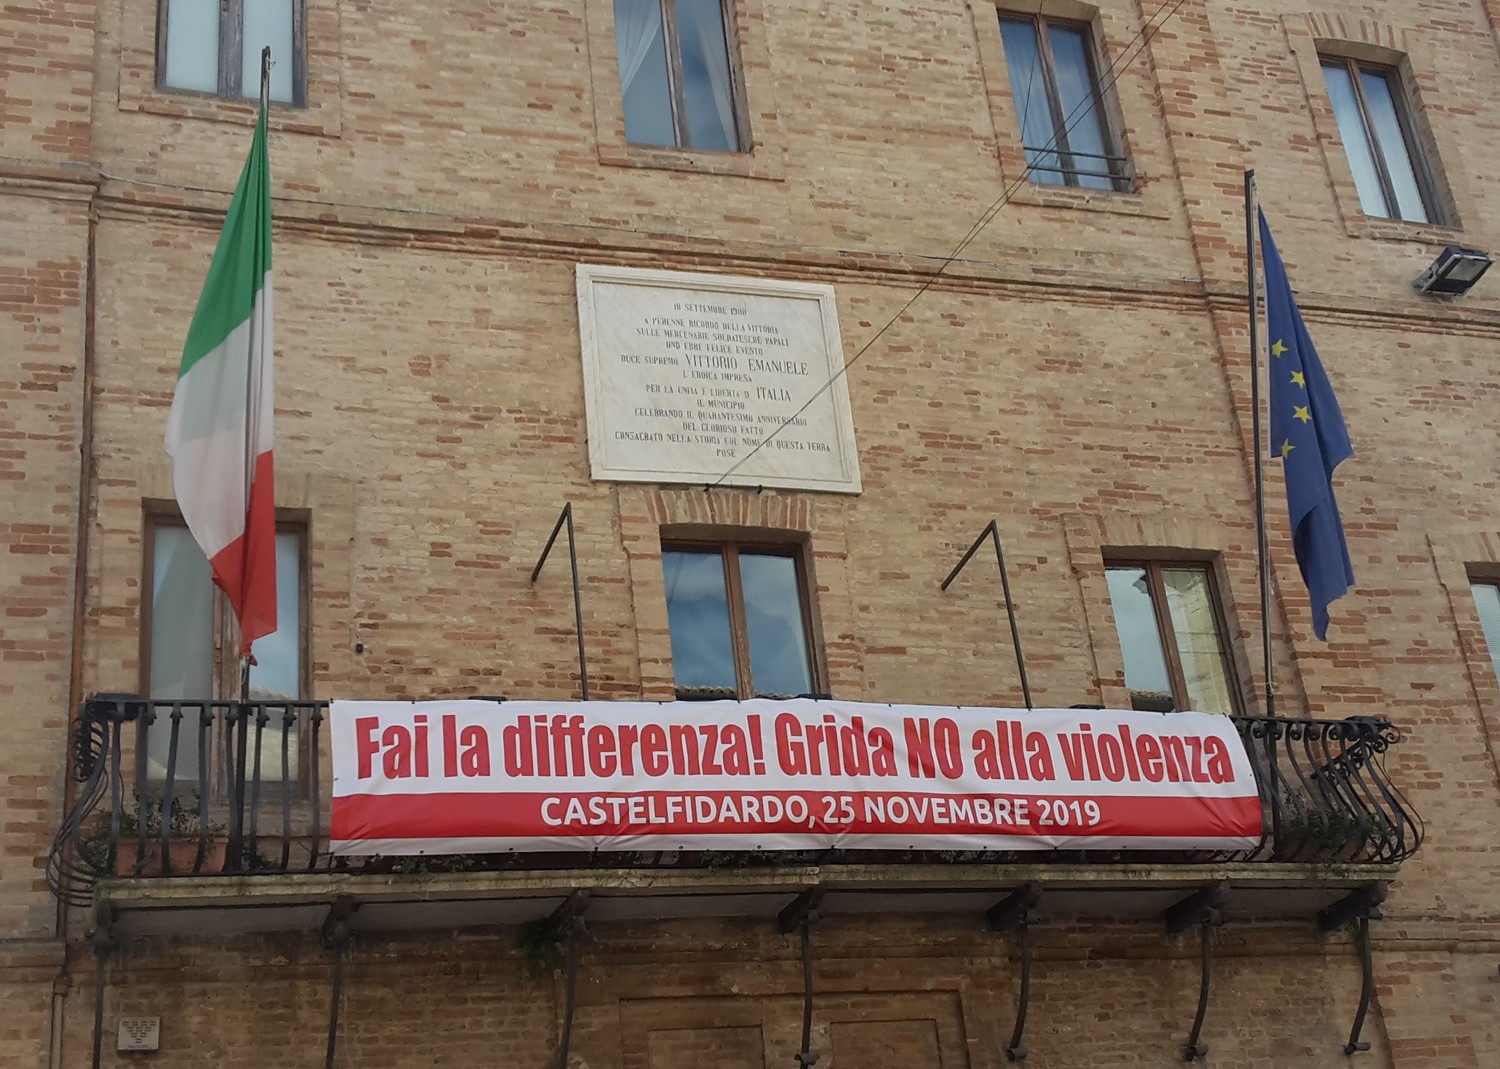 18 SETTEMBRE 1900
A PERENNE RICORDO DELLA VITTORIA
SULLE MERCENARIE SOLDATESCHE PAPALI
OND EBBE FELICE EVENTO
DUCE SUPREMO VITTORIO EMANUELE
L EROICA IMPRESA
PER LA UNITA E LIBERTA D ITALIA
IL MUNICIPIO
CELEBRANDO IL QUARANTESIMO ANNIVERSARIO
DEL GLORIOSO FATTO
CONSACRATO NELLA STORIA COL NOME DI QUESTA TERRA
POSE
Fai la differenza! Grida NO alla violenza
CASTELFIDARDO, 25 NOVEMBRE 2019